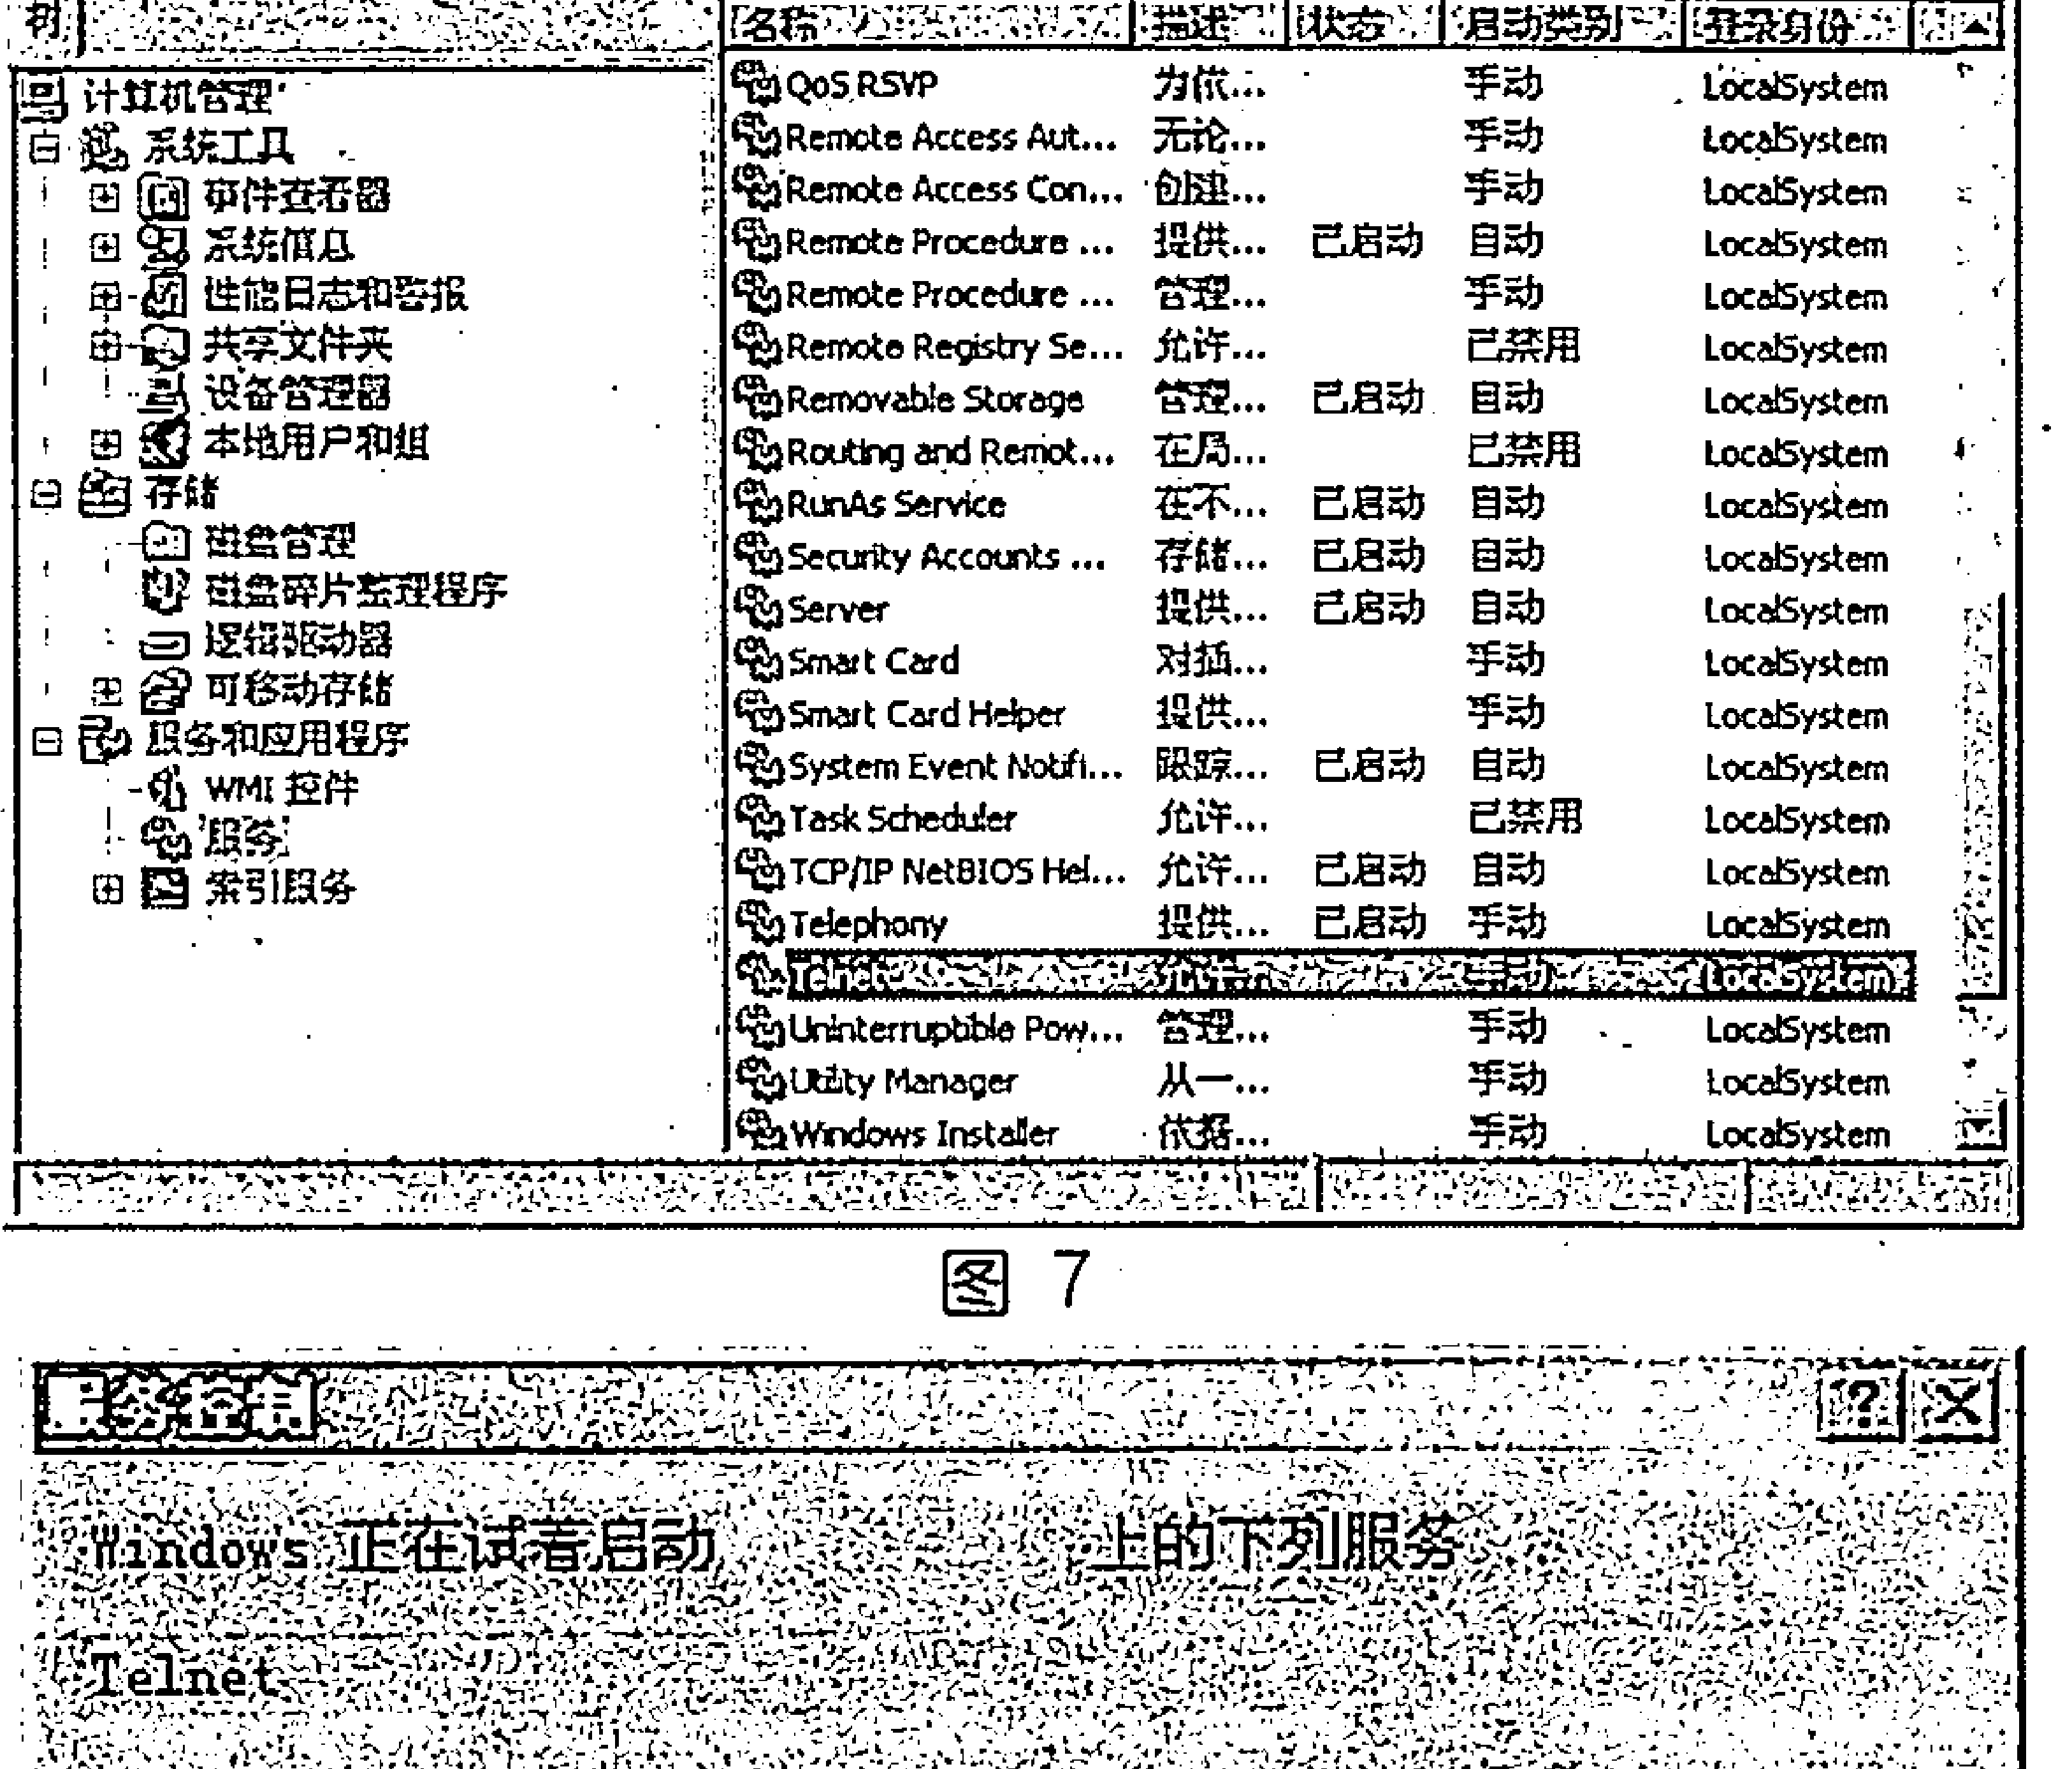 树
名称 描述 状态 启动类别 登录身份
计算机管理
系统工具
事件查看器
系统信息
性能日志和警报
共享文件夹
设备管理器
本地用户和组
存储
磁盘管理
磁盘碎片整理程序
逻辑驱动器
可移动存储
服务和应用程序
WMI 控件
服务
索引服务
QoS RSVP 为依... 手动 LocalSystem
Remote Access Aut... 无论... 手动 LocalSystem
Remote Access Con... 创建... 手动 LocalSystem
Remote Procedure ... 提供... 已启动 自动 LocalSystem
Remote Procedure ... 管理... 手动 LocalSystem
Remote Registry Se... 允许... 已禁用 LocalSystem
Removable Storage 管理... 已启动 自动 LocalSystem
Routing and Remot... 在局... 已禁用 LocalSystem
RunAs Service 在不... 已启动 自动 LocalSystem
Security Accounts ... 存储... 已启动 自动 LocalSystem
Server 提供... 已启动 自动 LocalSystem
Smart Card 对插... 手动 LocalSystem
Smart Card Helper 提供... 手动 LocalSystem
System Event Notifi... 跟踪... 已启动 自动 LocalSystem
Task Scheduler 允许... 已禁用 LocalSystem
TCP/IP NetBIOS Hel... 允许... 已启动 自动 LocalSystem
Telephony 提供... 已启动 手动 LocalSystem
Telnet 允许... 手动 LocalSystem
Uninterruptible Pow... 管理... 手动 LocalSystem
Utility Manager 从一... 手动 LocalSystem
Windows Installer 依据... 手动 LocalSystem
图 7
服务控制
Windows 正在试着启动 上的下列服务
Telnet